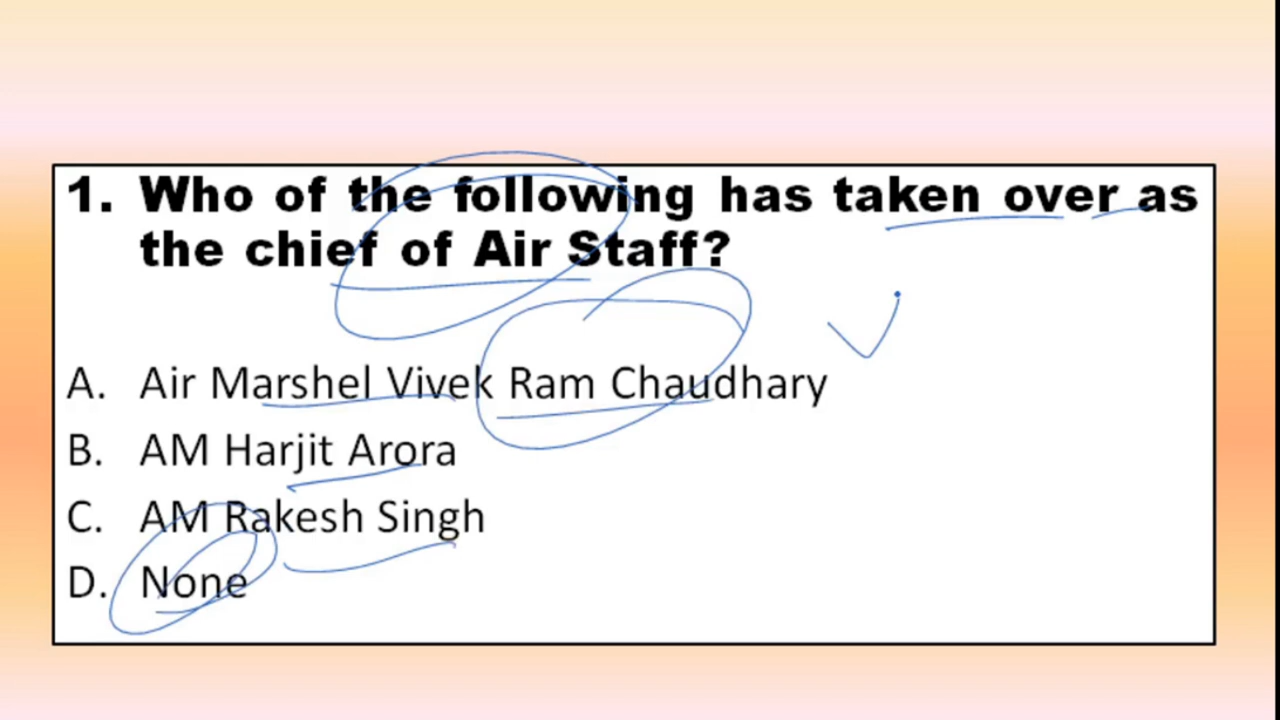 1. Who of the following has taken over as
the chief of Air Staff?
A. Air Marshel Vivek Ram Chaudhary
B. AM Harjit Arora
C. AM Rakesh Singh
D. None